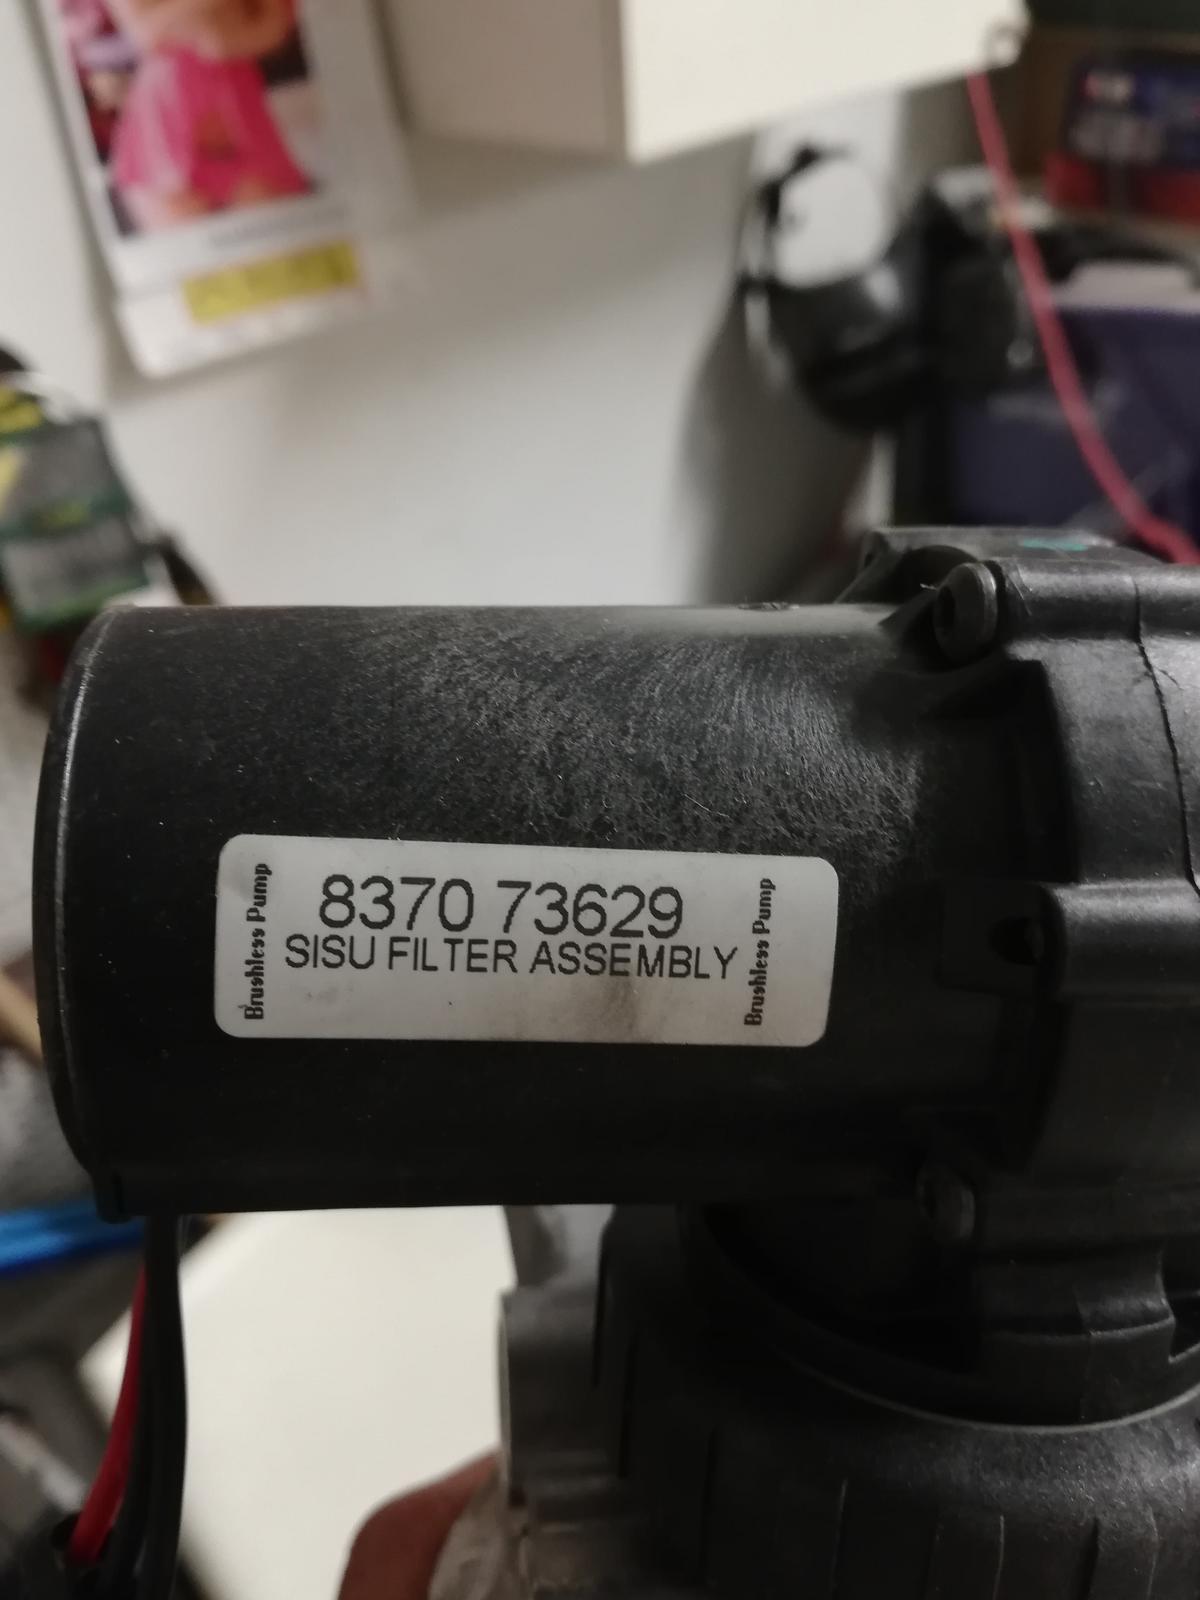 Brushless Pump
8370 73629
SISU FILTER ASSEMBLY
Brushless Pump